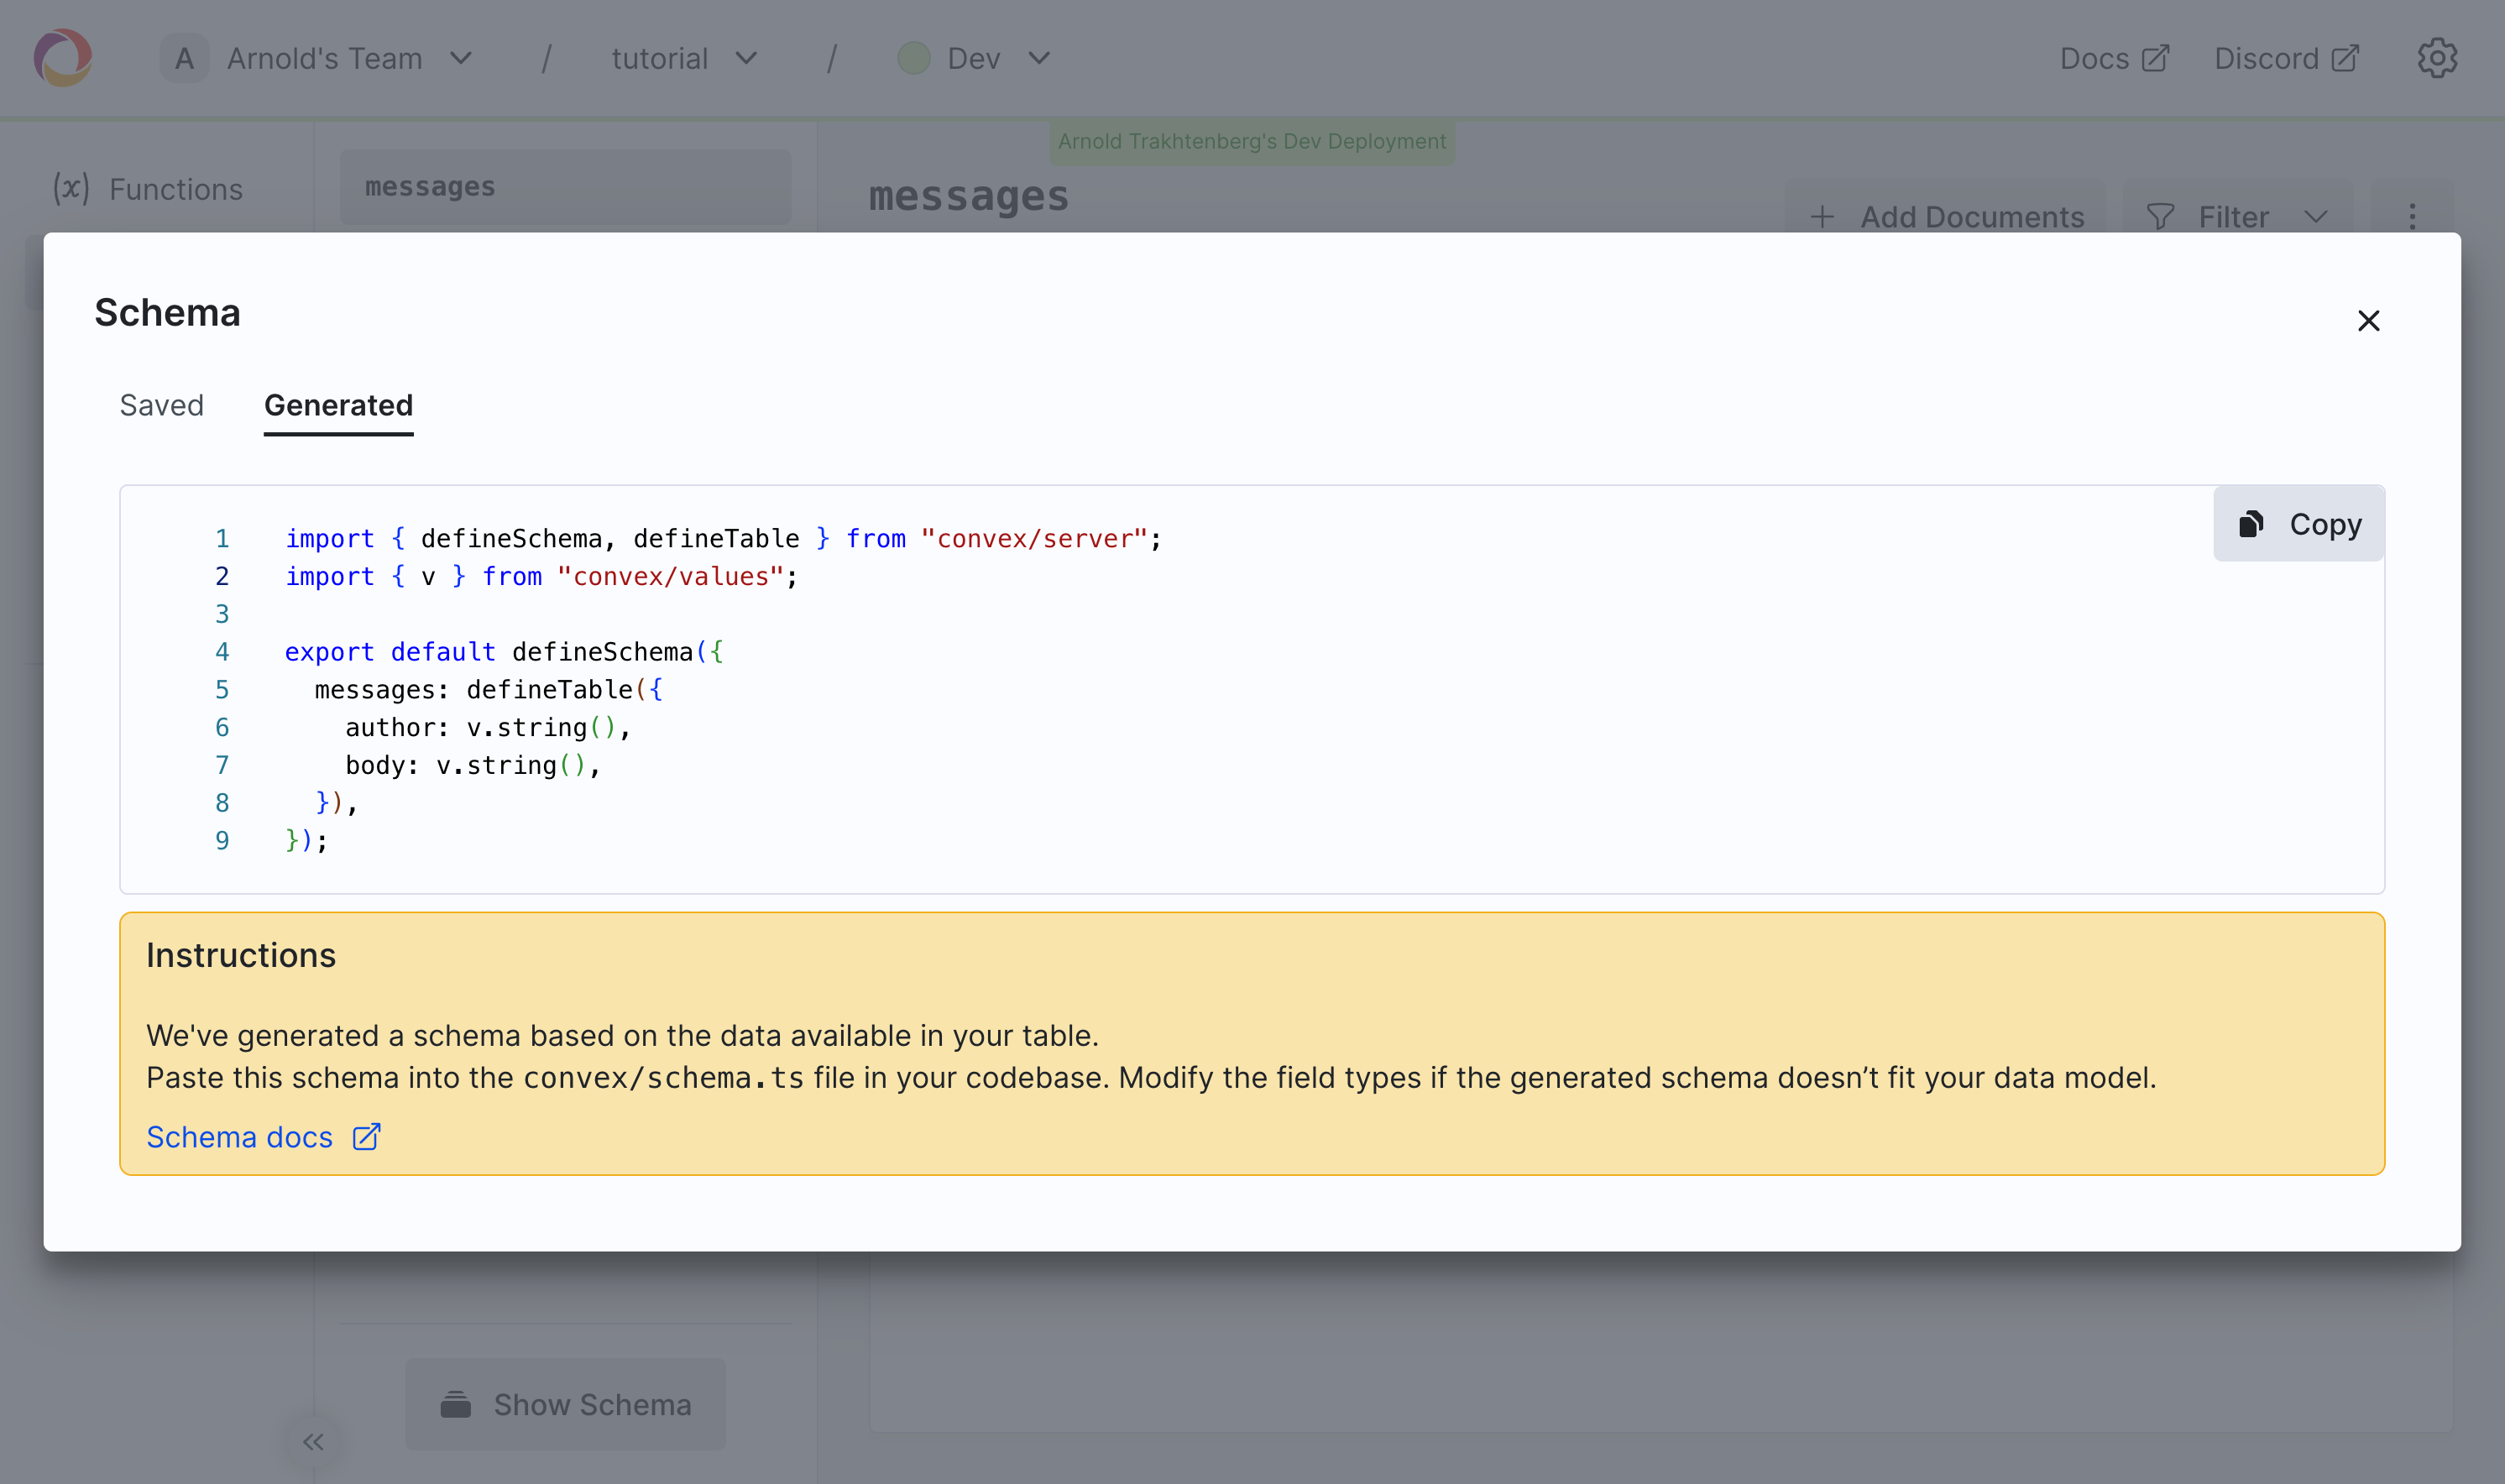 A Arnold's Team / tutorial / Dev Docs Discord
Arnold Trakhtenberg's Dev Deployment
(x) Functions
messages
messages
+ Add Documents Filter
Schema
Saved Generated
Copy
1 import { defineSchema, defineTable } from "convex/server";
2 import { v } from "convex/values";
3
4 export default defineSchema({
5   messages: defineTable({
6     author: v.string(),
7     body: v.string(),
8   }),
9 });
Instructions
We've generated a schema based on the data available in your table.
Paste this schema into the convex/schema.ts file in your codebase. Modify the field types if the generated schema doesn’t fit your data model.
Schema docs
Show Schema